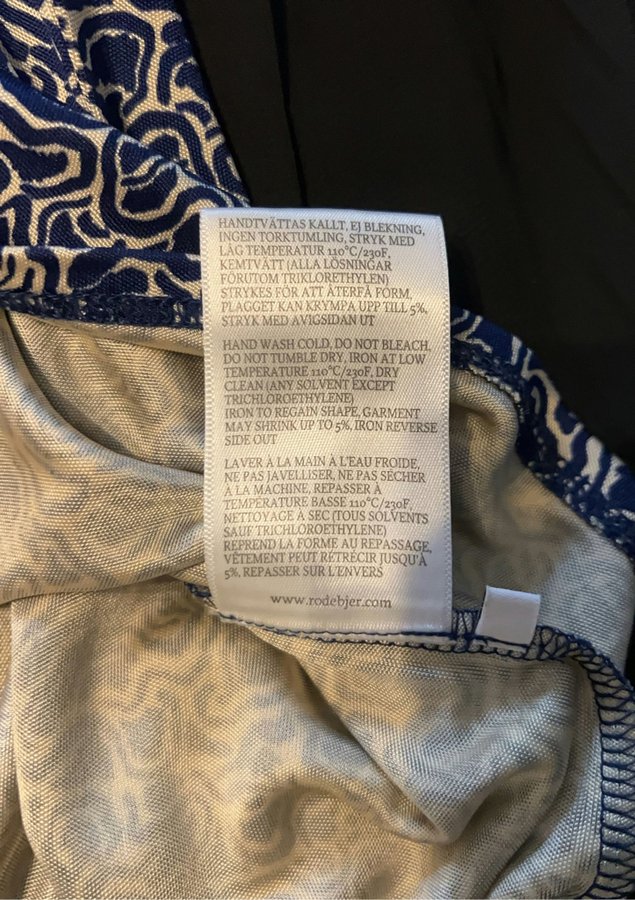 HANDTVÄTTAS KALLT, EJ BLEKNING,
INGEN TORKTUMLING, STRYK MED
LÅG TEMPERATUR 110°C/230F,
KEMTVÄTT (ALLA LÖSNINGAR
FÖRUTOM TRIKLORETHYLEN)
STRYKES FÖR ATT ÅTERFÅ FORM,
PLAGGET KAN KRYMPA UPP TILL 5%,
STRYK MED AVIGSIDAN UT
HAND WASH COLD, DO NOT BLEACH,
DO NOT TUMBLE DRY, IRON AT LOW
TEMPERATURE 110°C/230F, DRY
CLEAN (ANY SOLVENT EXCEPT
TRICHLOROETHYLENE)
IRON TO REGAIN SHAPE, GARMENT
MAY SHRINK UP TO 5%, IRON REVERSE
SIDE OUT
LAVER À LA MAIN À L'EAU FROIDE,
NE PAS JAVELLISER, NE PAS SÉCHER
À LA MACHINE, REPASSER À
TEMPERATURE BASSE 110°C/230F,
NETTOYAGE À SEC (TOUS SOLVENTS
SAUF TRICHLOROETHYLENE)
REPREND LA FORME AU REPASSAGE,
VÊTEMENT PEUT RÉTRÉCIR JUSQU'À
5%, REPASSER SUR L'ENVERS
www.rodebjer.com